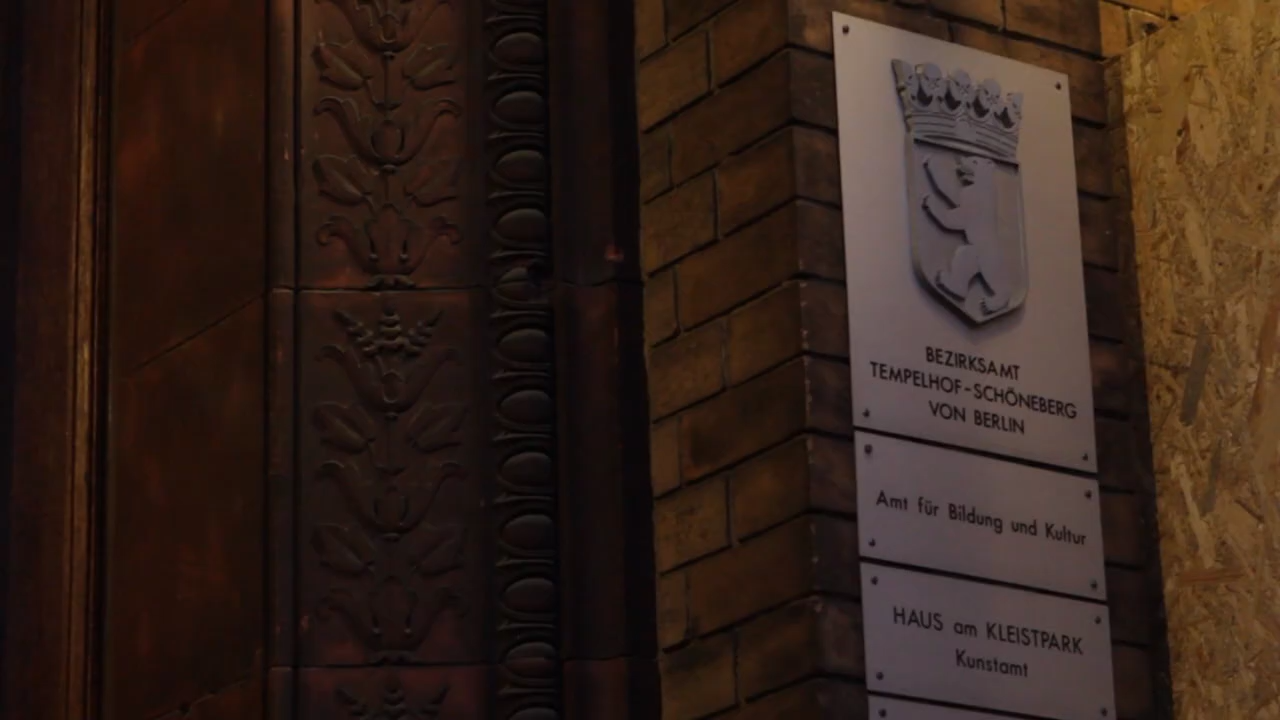 BEZIRKSAMT
TEMPELHOF-SCHÖNEBERG
VON BERLIN
Amt für Bildung und Kultur
HAUS am KLEISTPARK
Kunstamt